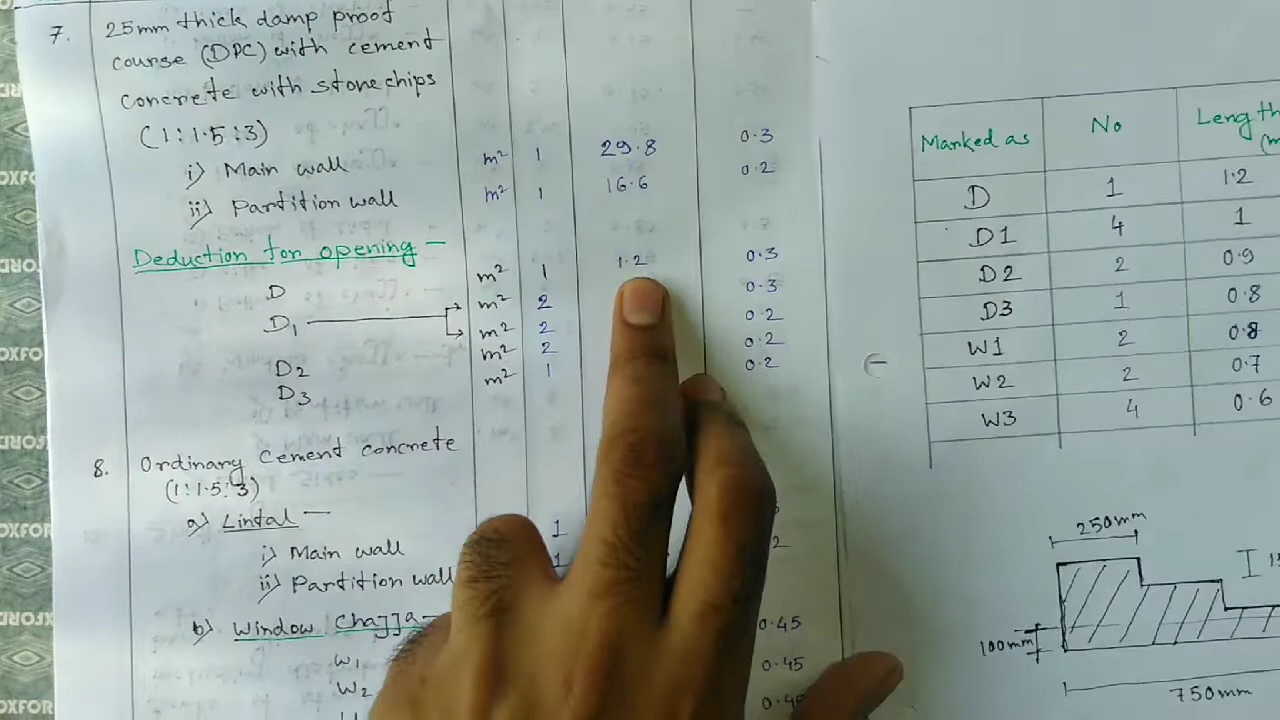 7.
25mm thick damp proof
course (DPC) with cement
concrete with stone chips
(1:1.5:3)
i) Main wall m² 1 29.8 0.3
ii) Partition wall m² 1 16.6 0.2
Deduction for opening —
D m² 1 1.2 0.3
D₁ m² 2 0.3
m² 2 0.2
D₂ m² 2 0.2
D₃ m² 1 0.2
8. Ordinary Cement concrete
(1:1.5:3)
a) Lintal —
i) Main wall 1
ii) Partition wall 1 2
b) Window chajja — 0.45
W₁ 0.45
W₂
Marked as No Length
D 1 1.2
D1 4 1
D2 2 0.9
D3 1 0.8
W1 2 0.8
W2 2 0.7
W3 4 0.6
250mm
100mm
750mm
OXFORD